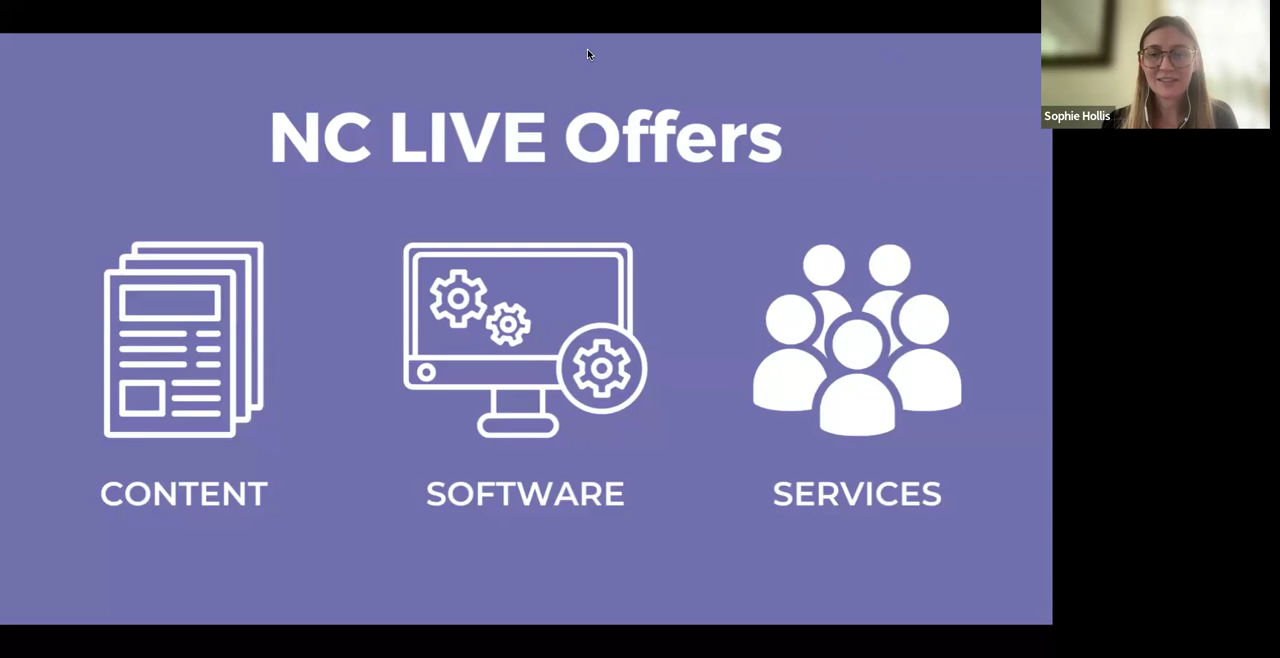 NC LIVE Offers
CONTENT
SOFTWARE
SERVICES
Sophie Hollis